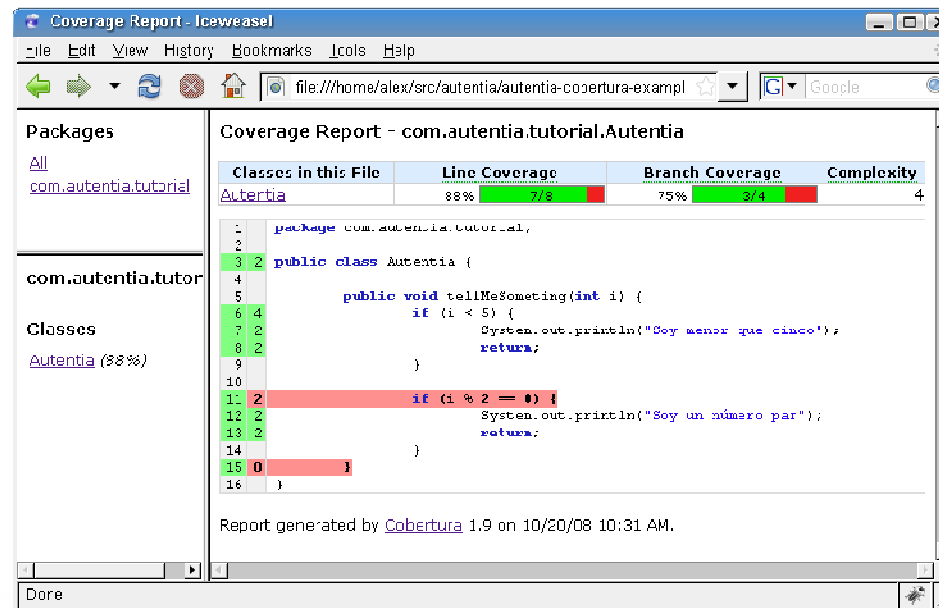 Coverage Report - Iceweasel
File Edit View History Bookmarks Tools Help
file:///home/alex/src/autentia/autentia-cobertura-exampl
G Google
Packages
All
com.autentia.tutorial
com.autentia.tutor
Classes
Autentia (88%)
Coverage Report - com.autentia.tutorial.Autentia
Classes in this File Line Coverage Branch Coverage Complexity
Autentia 88% 7/8 75% 3/4 4
1 package com.autentia.tutorial;
2
3 2 public class Autentia {
4
5 public void tellMeSometing(int i) {
6 4 if (i < 5) {
7 2 System.out.println("Soy menor que cinco");
8 2 return;
9 }
10
11 2 if (i % 2 == 0) {
12 2 System.out.println("Soy un número par");
13 2 return;
14 }
15 0 }
16 }
Report generated by Cobertura 1.9 on 10/20/08 10:31 AM.
Done